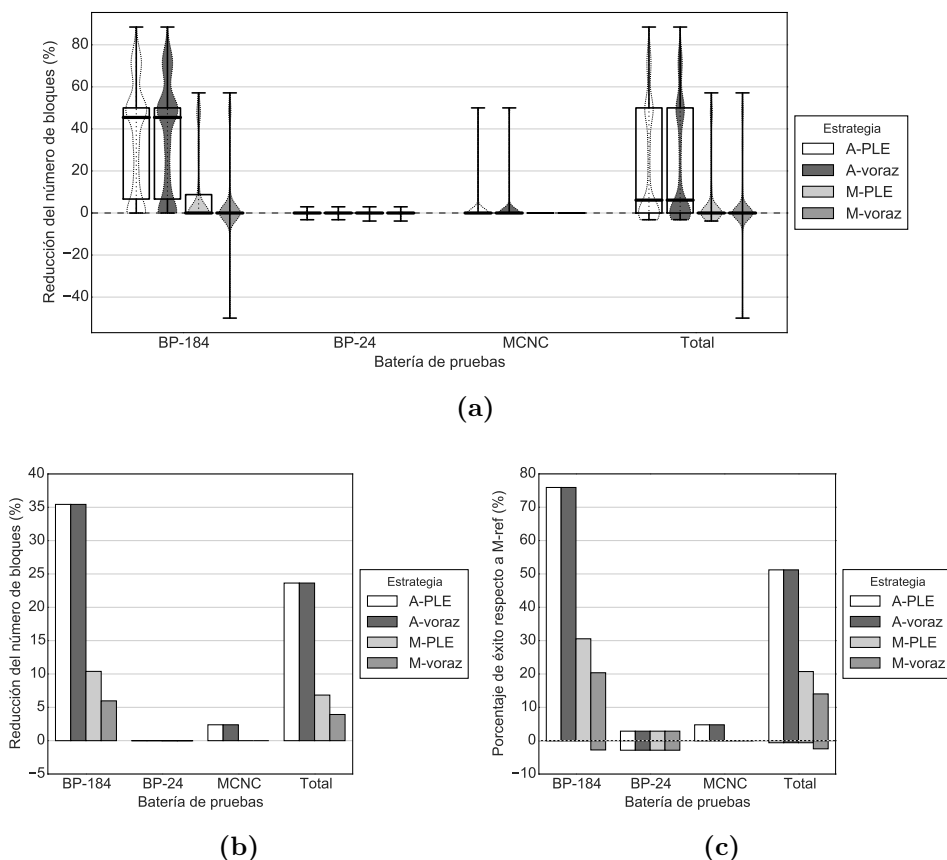 Reducción del número de bloques (%)
80
60
40
20
0
−20
−40
BP-184
BP-24
MCNC
Total
Batería de pruebas
Estrategia
A-PLE
A-voraz
M-PLE
M-voraz
(a)
Reducción del número de bloques (%)
40
35
30
25
20
15
10
5
0
−5
BP-184
BP-24
MCNC
Total
Batería de pruebas
Estrategia
A-PLE
A-voraz
M-PLE
M-voraz
(b)
Porcentaje de éxito respecto a M-ref (%)
80
70
60
50
40
30
20
10
0
−10
BP-184
BP-24
MCNC
Total
Batería de pruebas
Estrategia
A-PLE
A-voraz
M-PLE
M-voraz
(c)